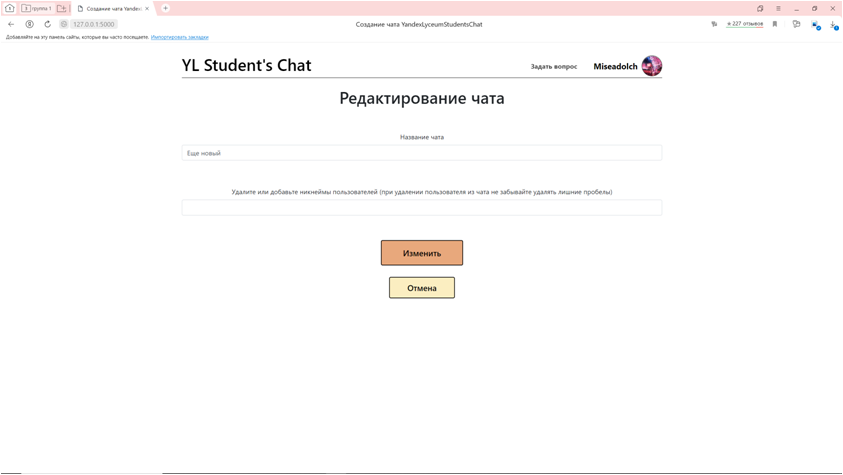 группа 1
Создание чата Yandex
127.0.0.1:5000
Создание чата YandexLyceumStudentsChat
227 отзывов
Добавляйте на эту панель сайты, которые вы часто посещаете. Импортировать закладки
YL Student's Chat
Задать вопрос
Miseadolch
Редактирование чата
Название чата
Еще новый
Удалите или добавьте никнеймы пользователей (при удалении пользователя из чата не забывайте удалять лишние пробелы)
Изменить
Отмена